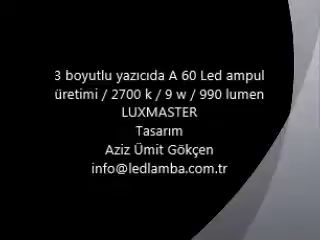 3 boyutlu yazıcıda A 60 Led ampul
üretimi / 2700 k / 9 w / 990 lumen
LUXMASTER
Tasarım
Aziz Ümit Gökçen
info@ledlamba.com.tr